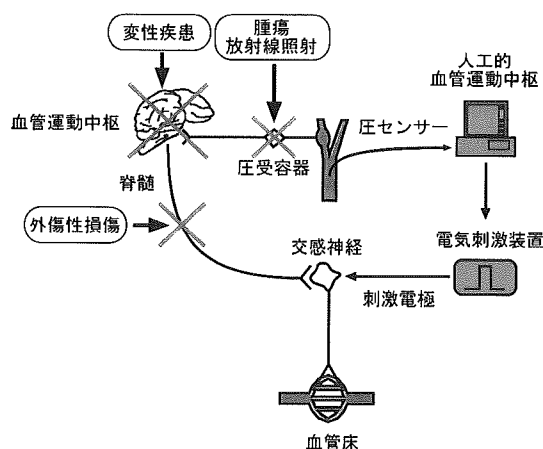 変性疾患
腫瘍
放射線照射
人工的
血管運動中枢
血管運動中枢
圧センサー
圧受容器
脊髄
外傷性損傷
交感神経
電気刺激装置
刺激電極
血管床